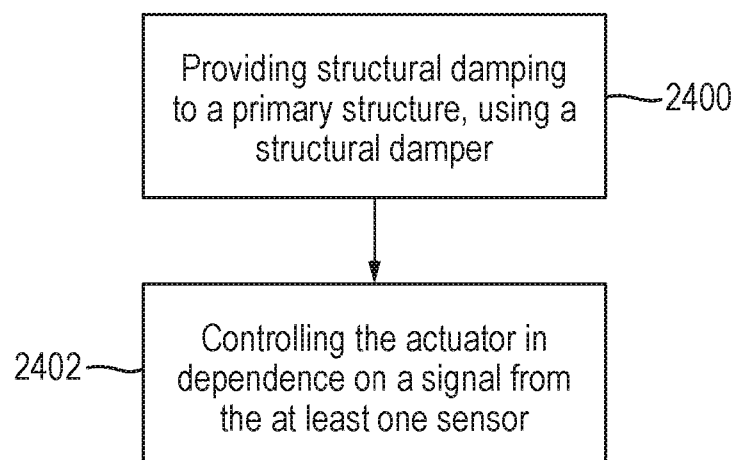 Providing structural damping
to a primary structure, using a
structural damper
2400
Controlling the actuator in
dependence on a signal from
the at least one sensor
2402